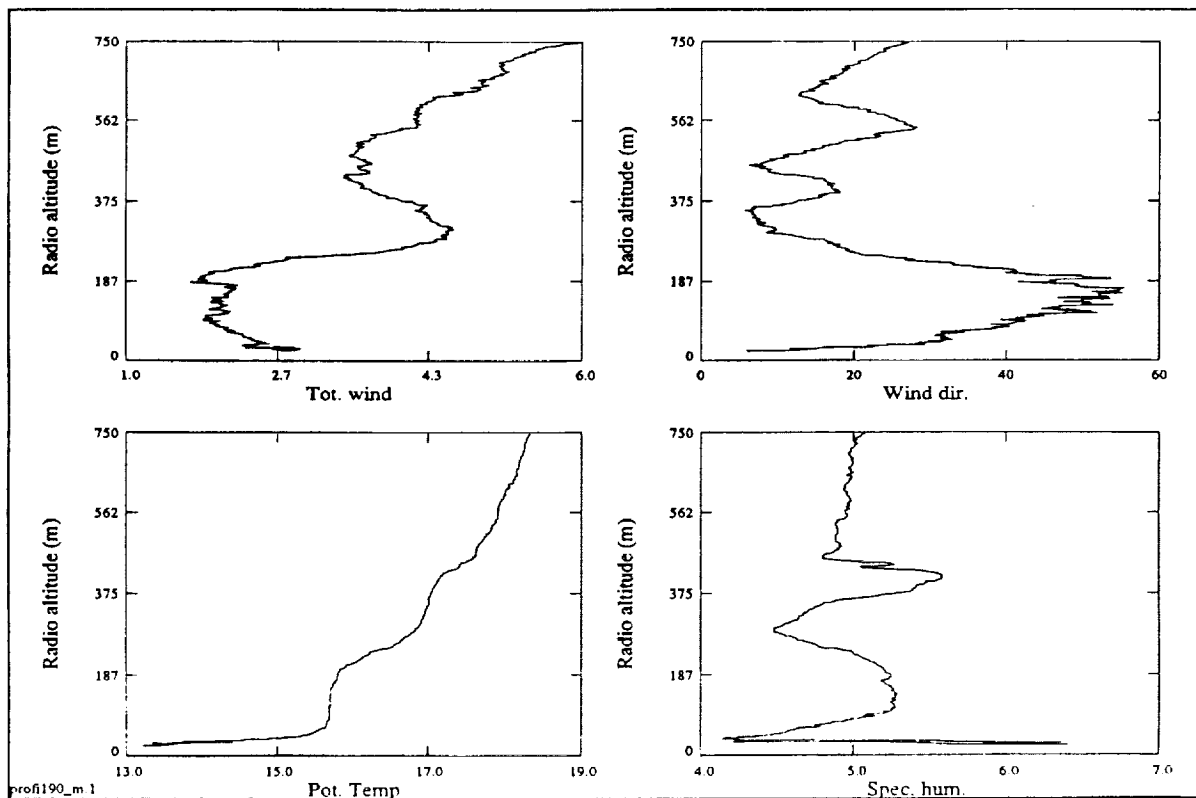 750
562
375
187
0
Radio altitude (m)
1.0 2.7 4.3 6.0
Tot. wind
750
562
375
187
0
Radio altitude (m)
0 20 40 60
Wind dir.
750
562
375
187
0
Radio altitude (m)
13.0 15.0 17.0 19.0
Pot. Temp
750
562
375
187
0
Radio altitude (m)
4.0 5.0 6.0 7.0
Spec. hum.
profi190_m.1